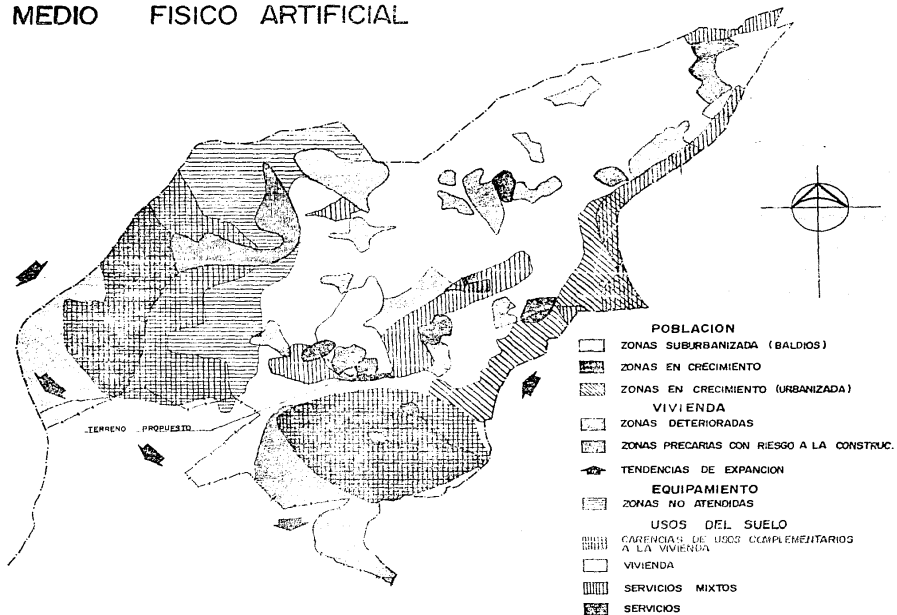 MEDIO FISICO ARTIFICIAL
TERRENO PROPUESTO
POBLACION
ZONAS SUBURBANIZADA (BALDIOS)
ZONAS EN CRECIMIENTO
ZONAS EN CRECIMIENTO (URBANIZADA)
VIVIENDA
ZONAS DETERIORADAS
ZONAS PRECARIAS CON RIESGO A LA CONSTRUC.
TENDENCIAS DE EXPANCION
EQUIPAMIENTO
ZONAS NO ATENDIDAS
USOS DEL SUELO
CARENCIAS DE USOS COMPLEMENTARIOS
A LA VIVIENDA
VIVIENDA
SERVICIOS MIXTOS
SERVICIOS